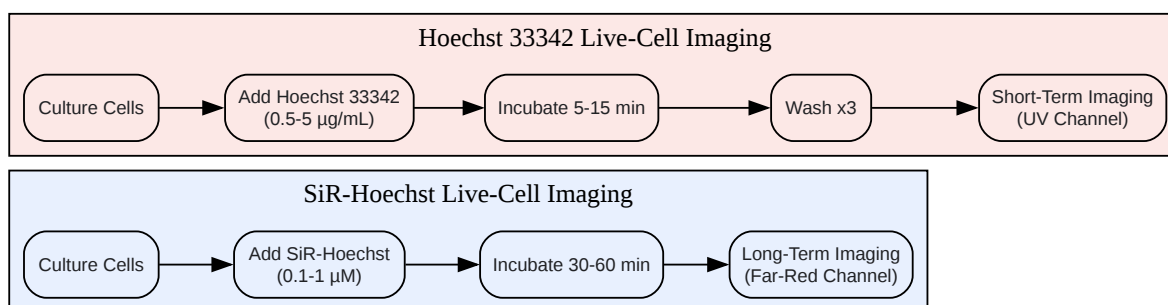 Hoechst 33342 Live-Cell Imaging
Culture Cells
Add Hoechst 33342
(0.5-5 µg/mL)
Incubate 5-15 min
Wash x3
Short-Term Imaging
(UV Channel)
SiR-Hoechst Live-Cell Imaging
Culture Cells
Add SiR-Hoechst
(0.1-1 µM)
Incubate 30-60 min
Long-Term Imaging
(Far-Red Channel)